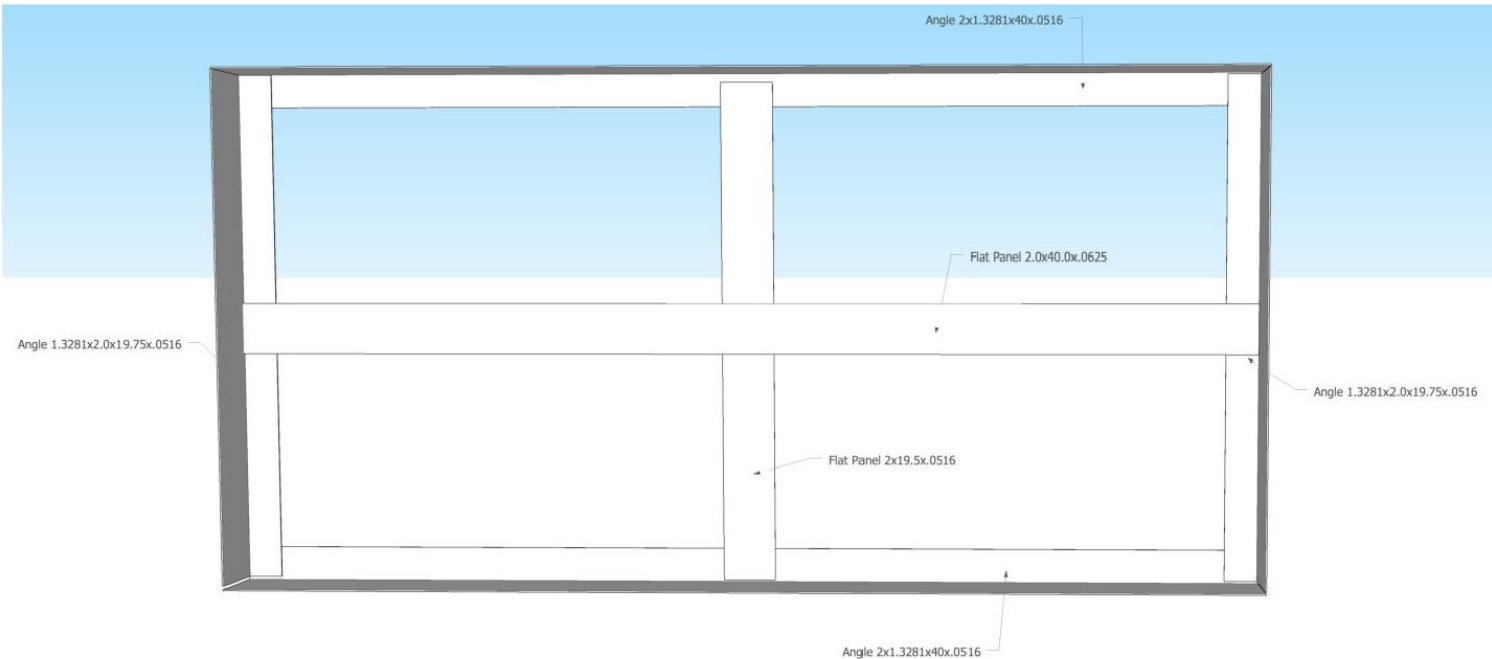 Angle 2x1.3281x40x.0516
Flat Panel 2.0x40.0x.0625
Angle 1.3281x2.0x19.75x.0516
Angle 1.3281x2.0x19.75x.0516
Flat Panel 2x19.5x.0516
Angle 2x1.3281x40x.0516